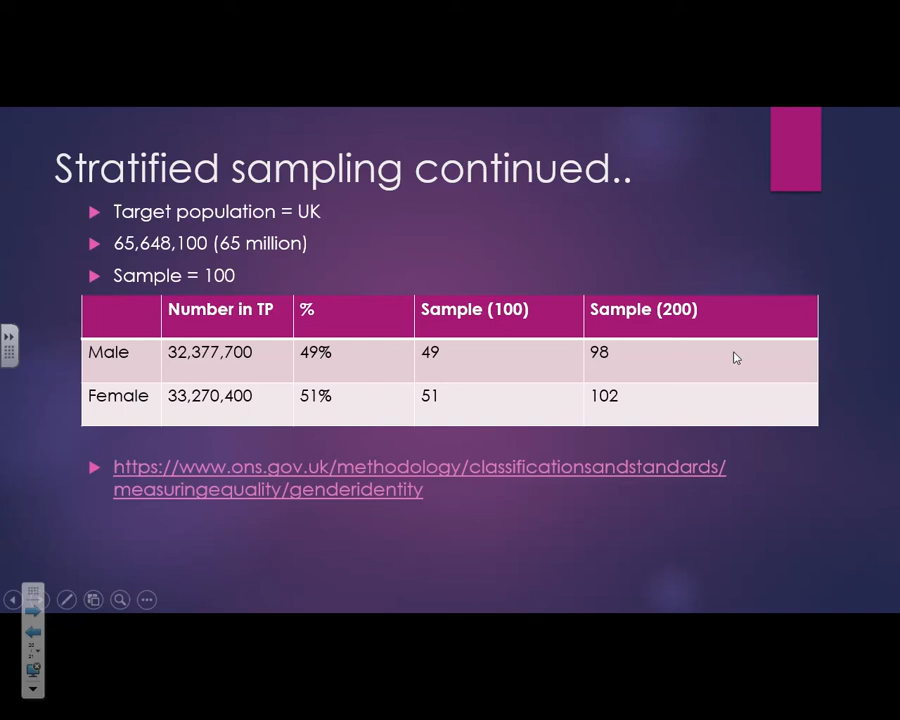 Stratified sampling continued..
Target population = UK
65,648,100 (65 million)
Sample = 100
Number in TP % Sample (100) Sample (200)
Male 32,377,700 49% 49 98
Female 33,270,400 51% 51 102
https://www.ons.gov.uk/methodology/classificationsandstandards/
measuringequality/genderidentity